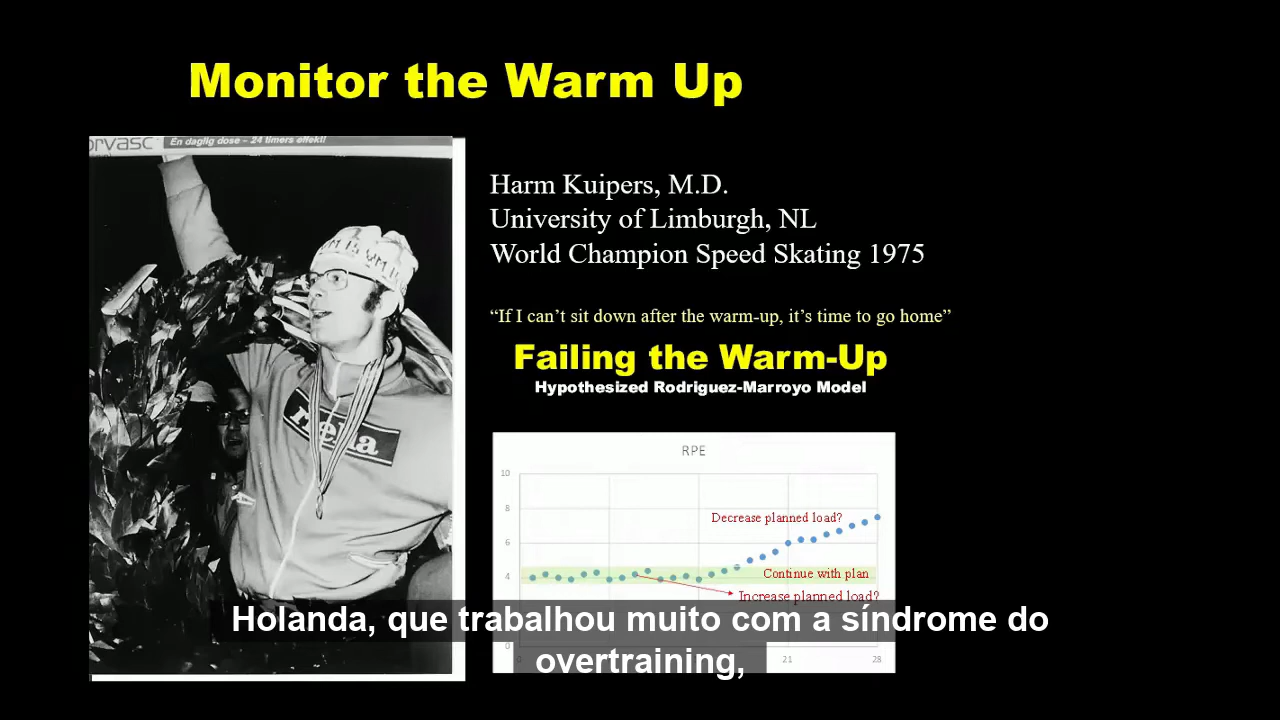 Monitor the Warm Up
orvasc En daglig dose – 24 timers effekt!
Harm Kuipers, M.D.
University of Limburgh, NL
World Champion Speed Skating 1975
“If I can’t sit down after the warm-up, it’s time to go home”
Failing the Warm-Up
Hypothesized Rodriguez-Marroyo Model
RPE
10
8
Decrease planned load?
6
Continue with plan
4
Increase planned load?
0
21
28
Holanda, que trabalhou muito com a síndrome do
overtraining,